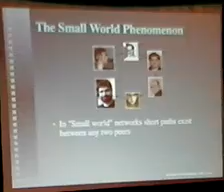 The Small World Phenomenon
• In "Small world" networks short paths exist
between any two peers